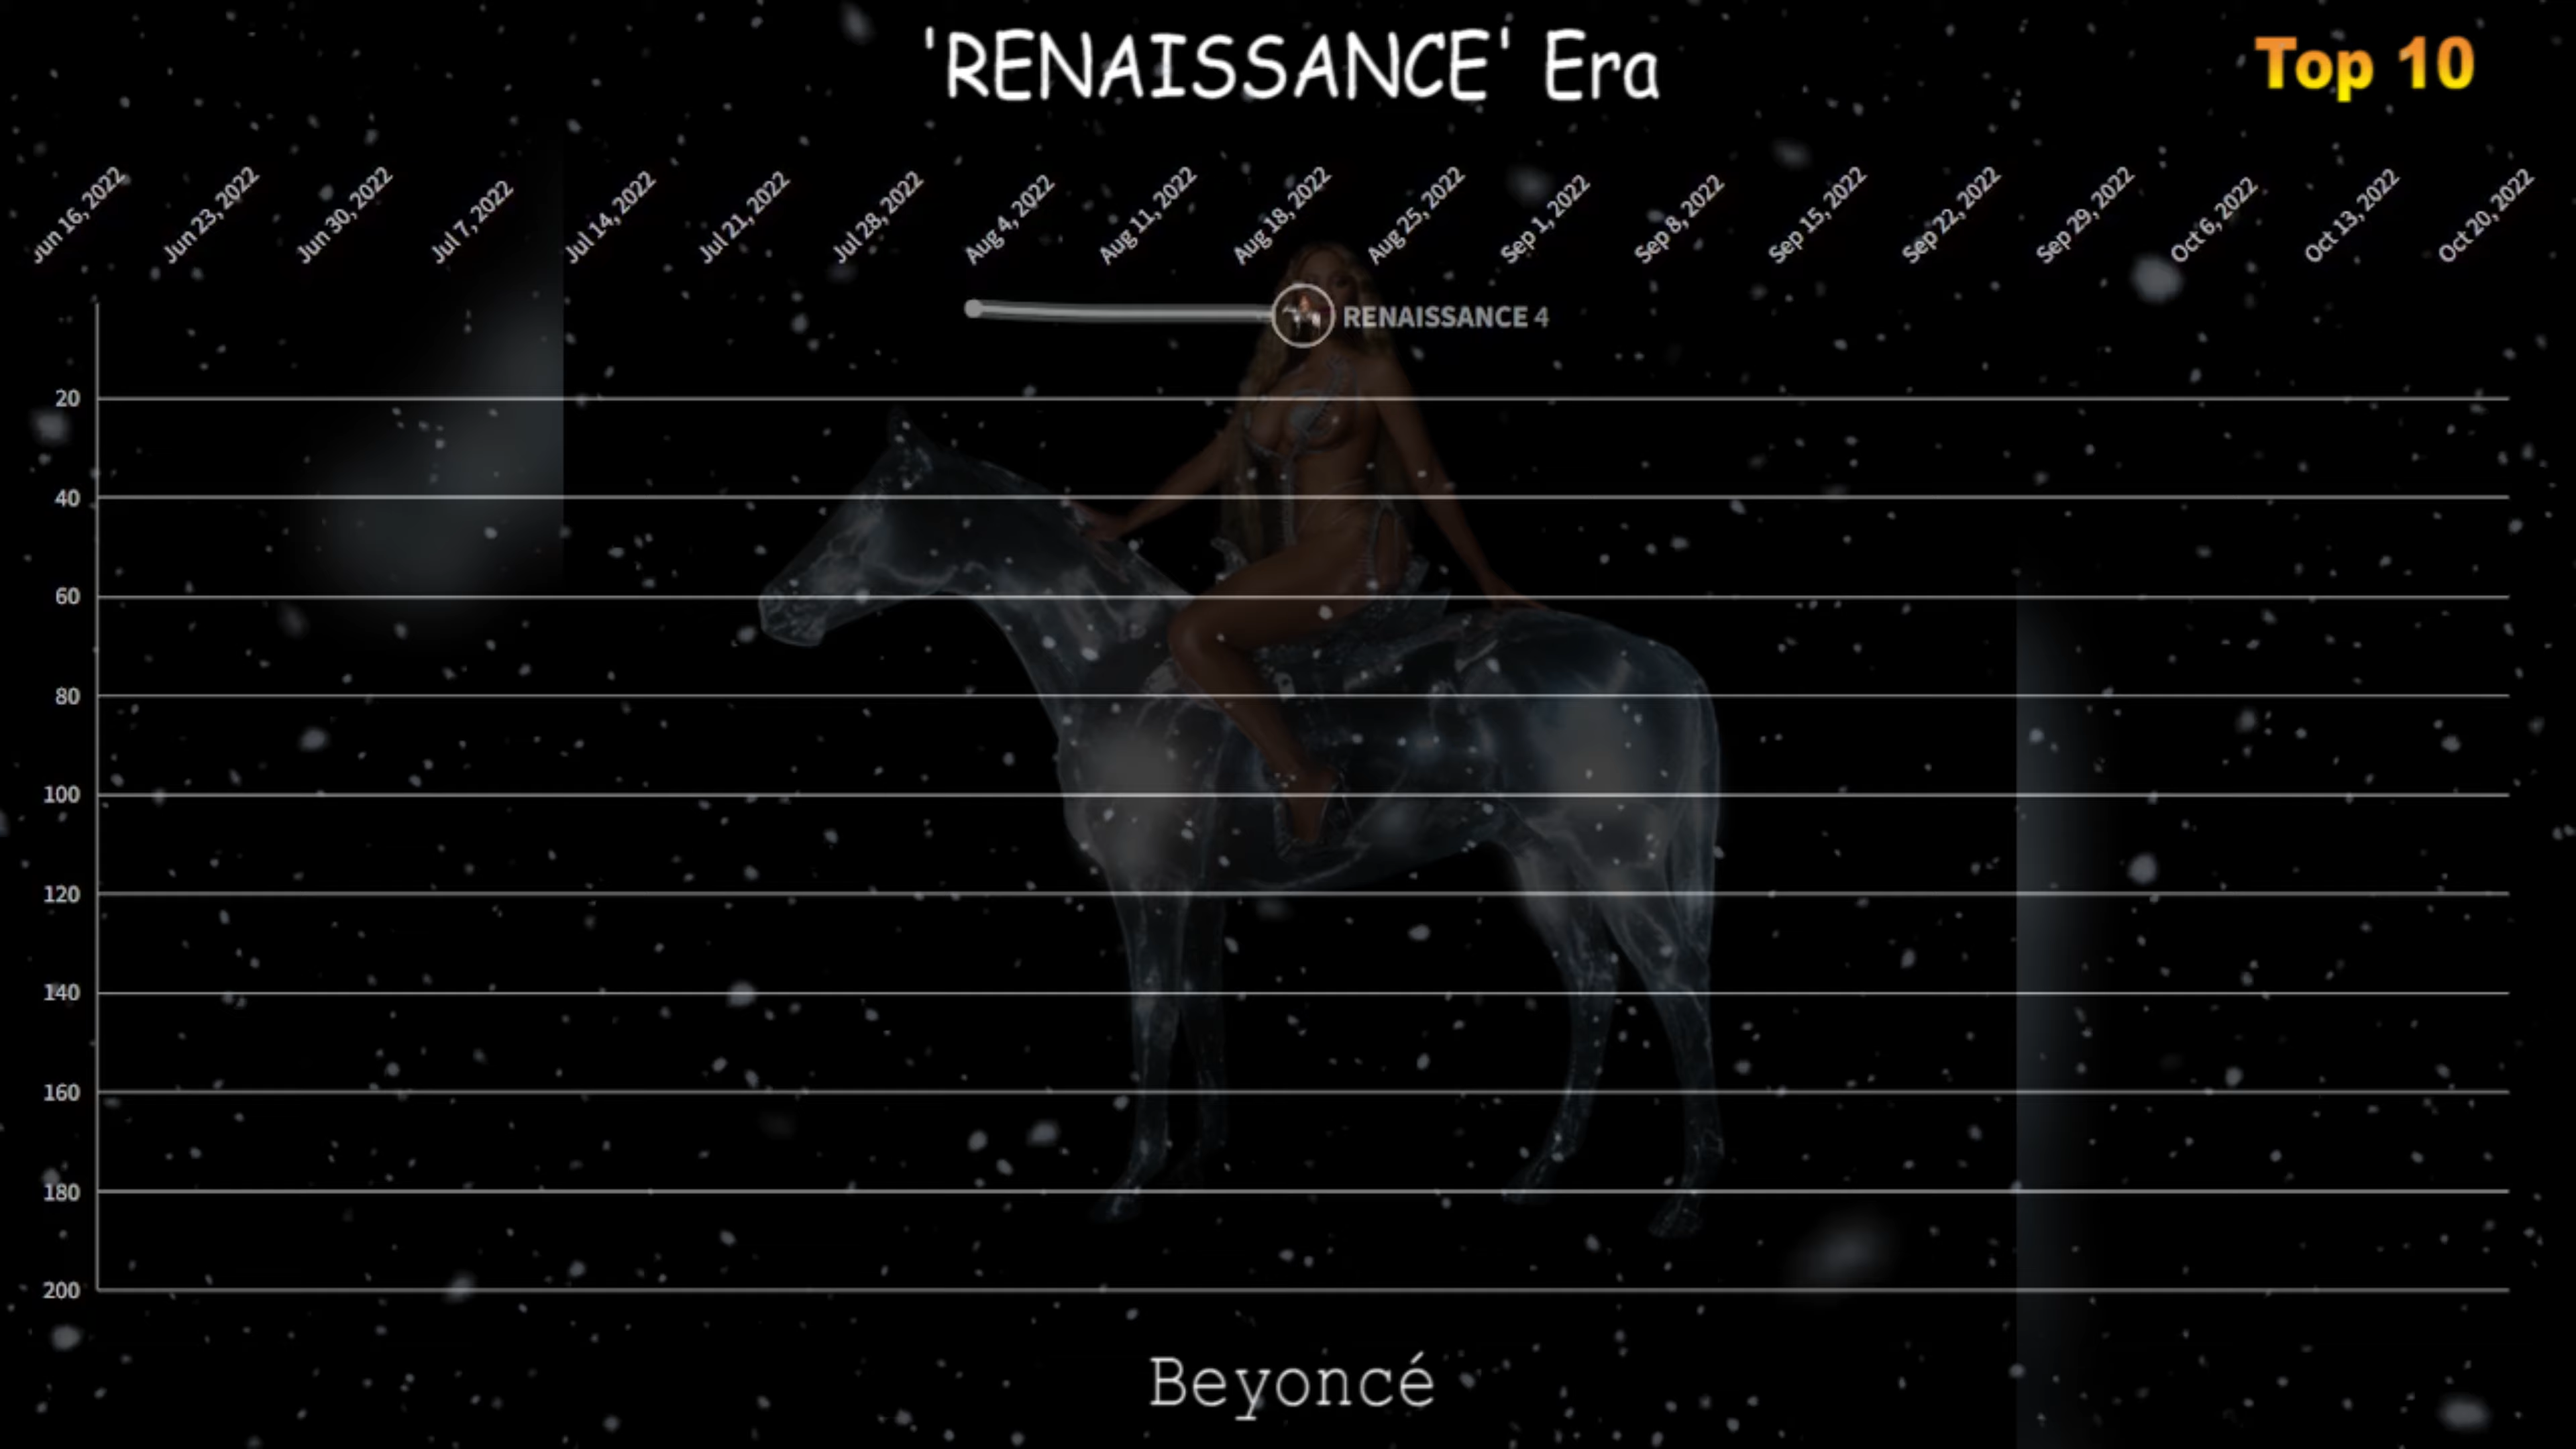 'RENAISSANCE' Era
Top 10
Jun 16, 2022
Jun 23, 2022
Jun 30, 2022
Jul 7, 2022
Jul 14, 2022
Jul 21, 2022
Jul 28, 2022
Aug 4, 2022
Aug 11, 2022
Aug 18, 2022
Aug 25, 2022
Sep 1, 2022
Sep 8, 2022
Sep 15, 2022
Sep 22, 2022
Sep 29, 2022
Oct 6, 2022
Oct 13, 2022
Oct 20, 2022
RENAISSANCE 4
20
40
60
80
100
120
140
160
180
200
Beyoncé